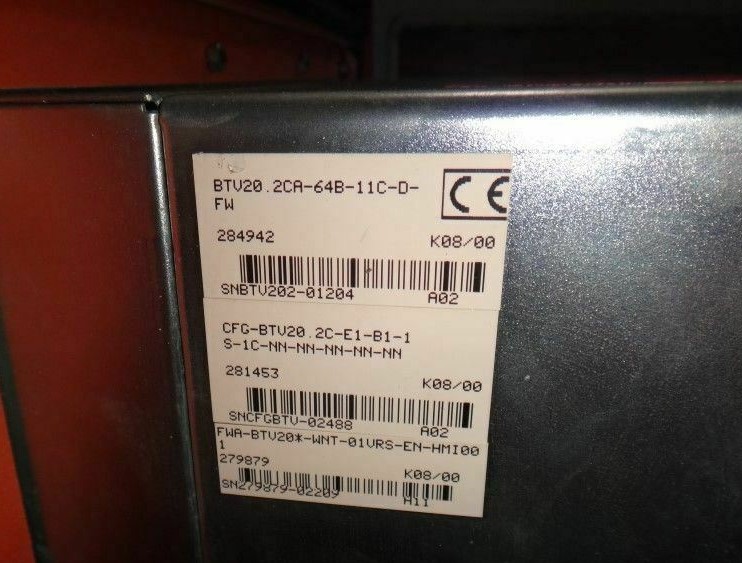 BTV20.2CA-64B-11C-D-
FW
CE
284942 K08/00
SNBTV202-01204 A02
CFG-BTV20.2C-E1-B1-1
S-1C-NN-NN-NN-NN-NN
281453 K08/00
SNCFGBTV-02488 A02
FWA-BTV20*-WNT-01VRS-EN-HMI00
1
279879 K08/00
SN279879-02209 A11